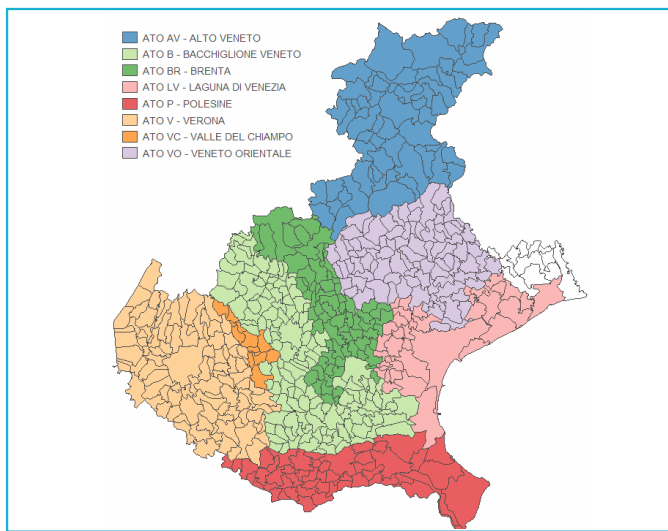 ATO AV - ALTO VENETO
ATO B - BACCHIGLIONE VENETO
ATO BR - BRENTA
ATO LV - LAGUNA DI VENEZIA
ATO P - POLESINE
ATO V - VERONA
ATO VC - VALLE DEL CHIAMPO
ATO VO - VENETO ORIENTALE